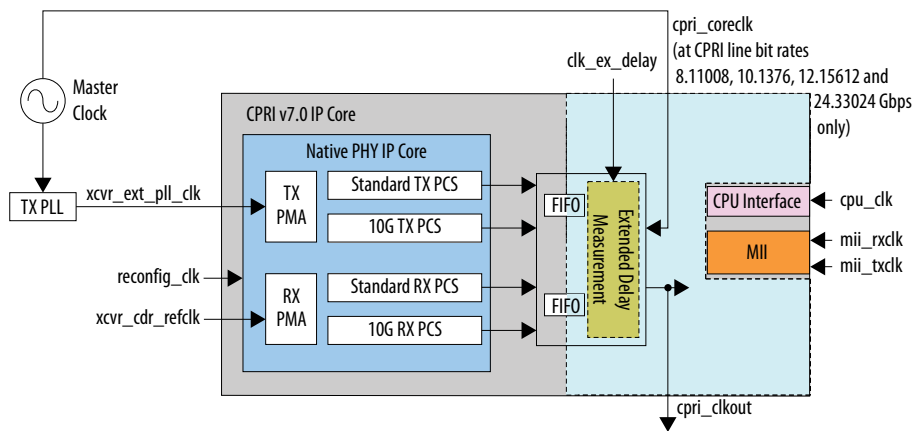 cpri_coreclk
(at CPRI line bit rates
8.11008, 10.1376, 12.15612 and
24.33024 Gbps
only)
clk_ex_delay
Master
Clock
CPRI v7.0 IP Core
Native PHY IP Core
TX PLL
xcvr_ext_pll_clk
TX
PMA
Standard TX PCS
10G TX PCS
FIFO
Extended Delay
Measurement
CPU Interface
cpu_clk
MII
mii_rxclk
mii_txclk
reconfig_clk
xcvr_cdr_refclk
RX
PMA
Standard RX PCS
10G RX PCS
FIFO
cpri_clkout